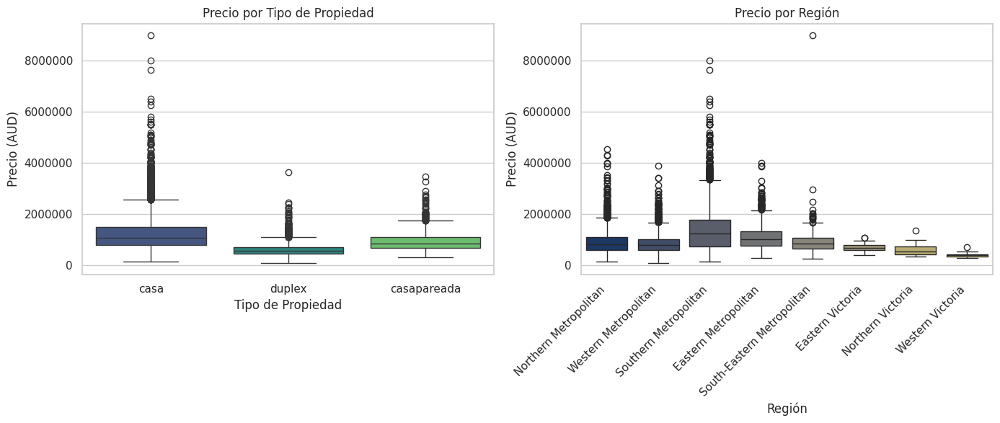 Precio por Tipo de Propiedad
Precio (AUD)
8000000
6000000
4000000
2000000
0
casa
duplex
casapareada
Tipo de Propiedad
Precio por Región
Precio (AUD)
8000000
6000000
4000000
2000000
0
Northern Metropolitan
Western Metropolitan
Southern Metropolitan
Eastern Metropolitan
South-Eastern Metropolitan
Eastern Victoria
Northern Victoria
Western Victoria
Región